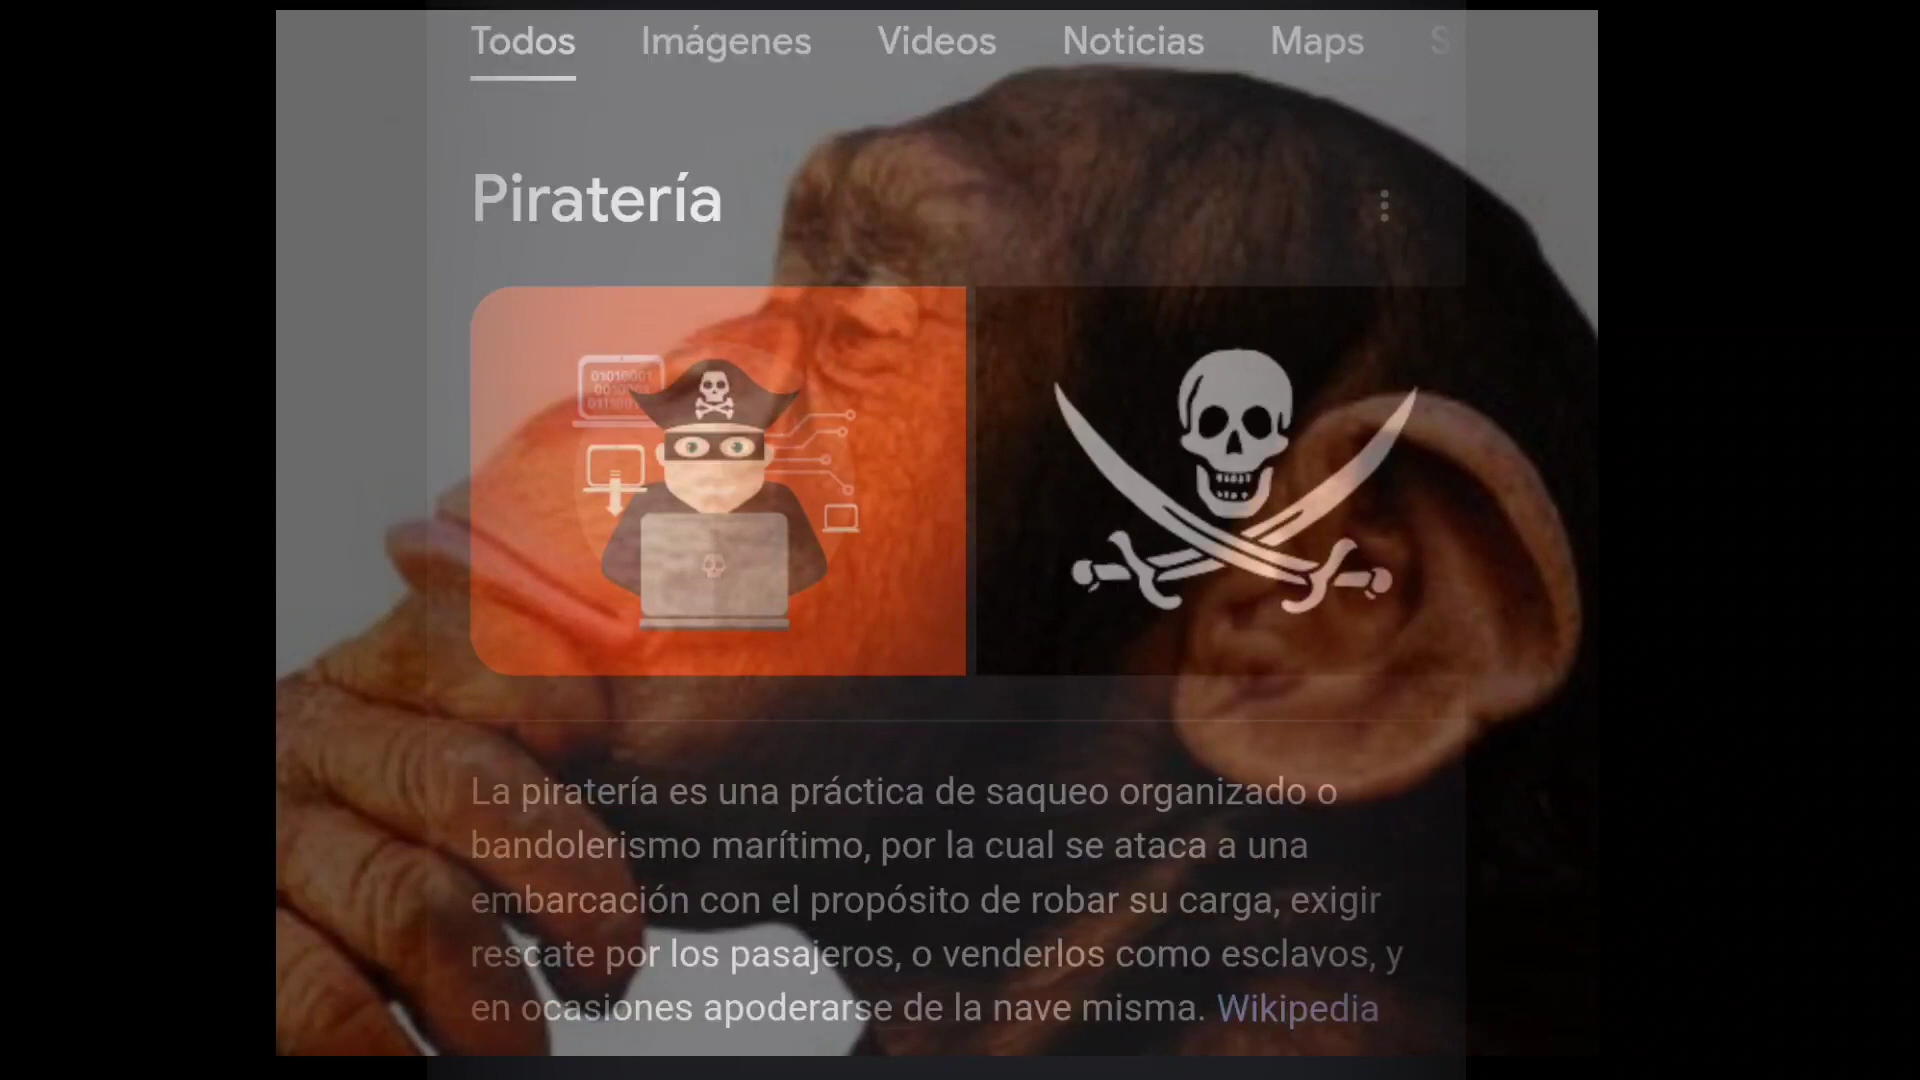 Todos Imágenes Videos Noticias Maps
Piratería
01010001
La piratería es una práctica de saqueo organizado o
bandolerismo marítimo, por la cual se ataca a una
embarcación con el propósito de robar su carga, exigir
rescate por los pasajeros, o venderlos como esclavos, y
en ocasiones apoderarse de la nave misma. Wikipedia